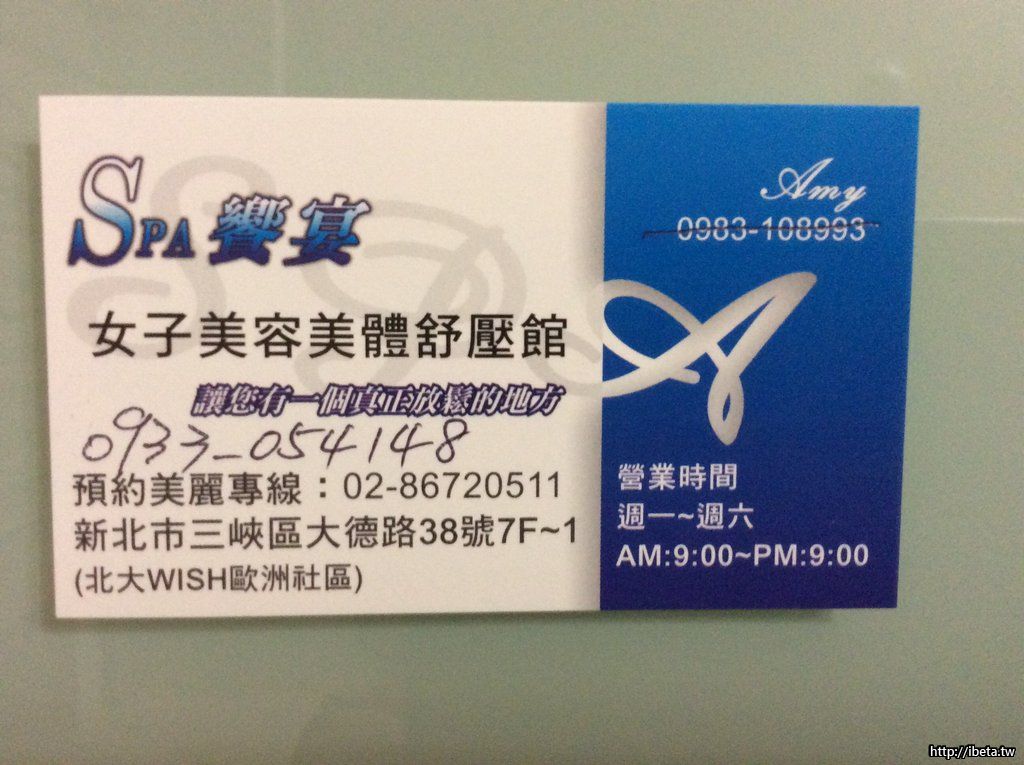 SPA 饗宴
女子美容美體舒壓館
讓您有一個真正放鬆的地方
0933-054148
預約美麗專線：02-86720511
新北市三峽區大德路38號7F~1
(北大WISH歐洲社區)
Amy
0983-108993
A
營業時間
週一~週六
AM:9:00~PM:9:00
http://ibeta.tw